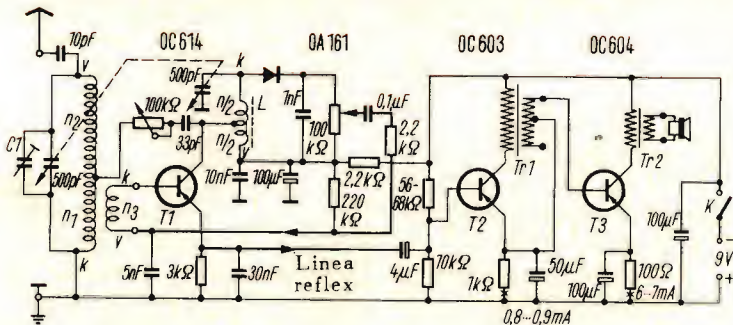 OC614
OA161
OC603
OC604
10pF
v
k
500pF
n/2
L
n/2
v
1nF
0,1µF
100
kΩ
2,2
kΩ
n2
100kΩ
33pF
C1
500pF
k
n1
n3
v
k
T1
10nF
100µF
2,2kΩ
220
kΩ
56-
68kΩ
Tr1
Tr2
T2
T3
100µF
K
9V
-
+
5nF
3kΩ
30nF
Linea
reflex
4µF
10kΩ
1kΩ
50µF
100µF
100Ω
6-7mA
0,8...0,9mA